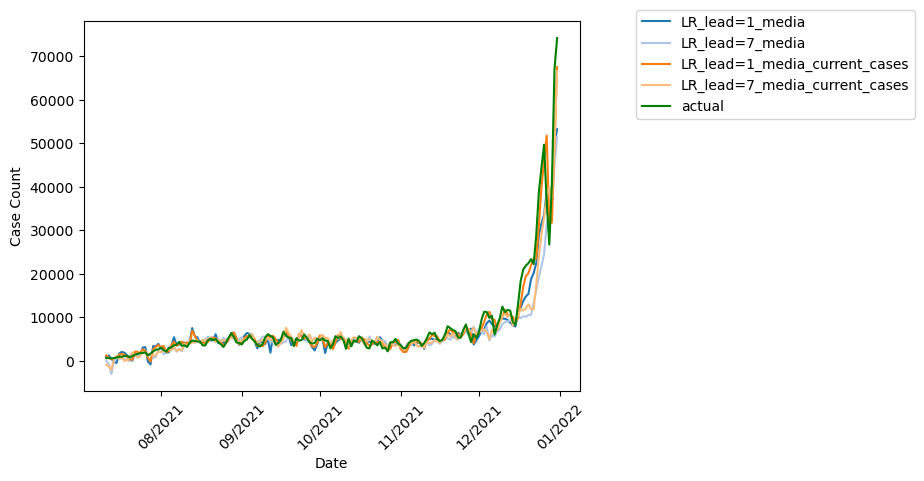 LR_lead=1_media
LR_lead=7_media
LR_lead=1_media_current_cases
LR_lead=7_media_current_cases
actual
70000
60000
50000
40000
30000
20000
10000
0
Case Count
08/2021
09/2021
10/2021
11/2021
12/2021
01/2022
Date